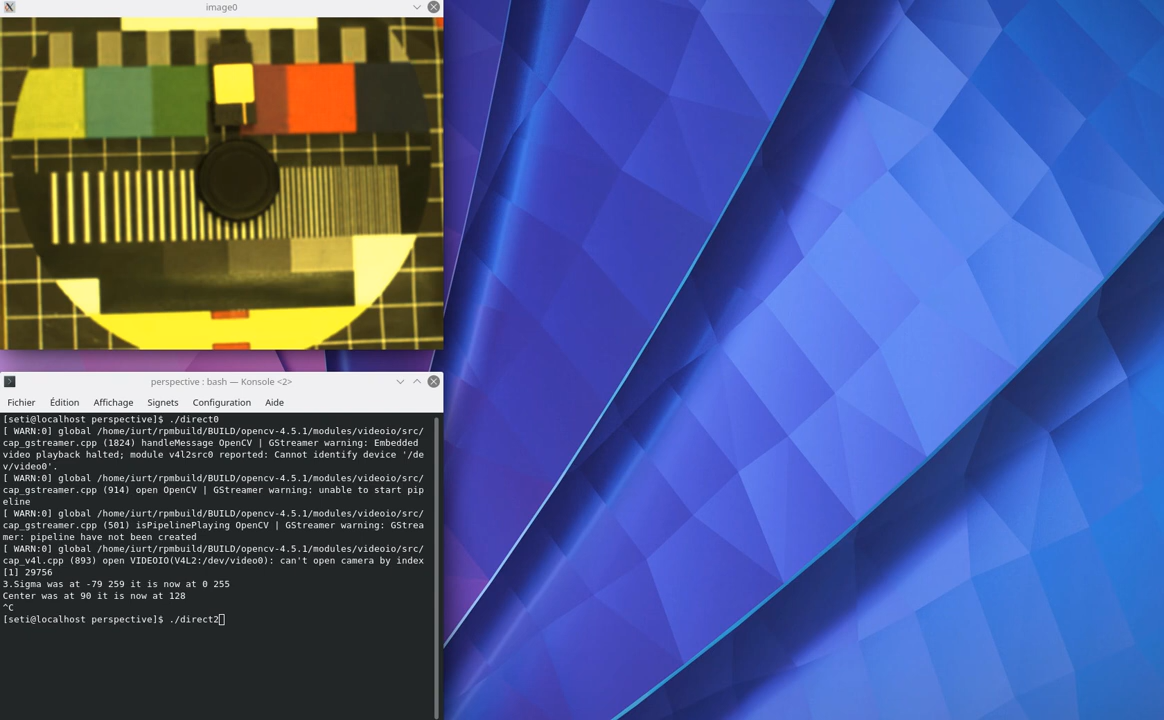 image0
perspective : bash — Konsole <2>
Fichier Édition Affichage Signets Configuration Aide
[seti@localhost perspective]$ ./direct0
[ WARN:0] global /home/iurt/rpmbuild/BUILD/opencv-4.5.1/modules/videoio/src/
cap_gstreamer.cpp (1824) handleMessage OpenCV | GStreamer warning: Embedded
video playback halted; module v4l2src0 reported: Cannot identify device '/de
v/video0'.
[ WARN:0] global /home/iurt/rpmbuild/BUILD/opencv-4.5.1/modules/videoio/src/
cap_gstreamer.cpp (914) open OpenCV | GStreamer warning: unable to start pip
eline
[ WARN:0] global /home/iurt/rpmbuild/BUILD/opencv-4.5.1/modules/videoio/src/
cap_gstreamer.cpp (501) isPipelinePlaying OpenCV | GStreamer warning: GStrea
mer: pipeline have not been created
[ WARN:0] global /home/iurt/rpmbuild/BUILD/opencv-4.5.1/modules/videoio/src/
cap_v4l.cpp (893) open VIDEOIO(V4L2:/dev/video0): can't open camera by index
[1] 29756
3.Sigma was at -79 259 it is now at 0 255
Center was at 90 it is now at 128
^C
[seti@localhost perspective]$ ./direct2